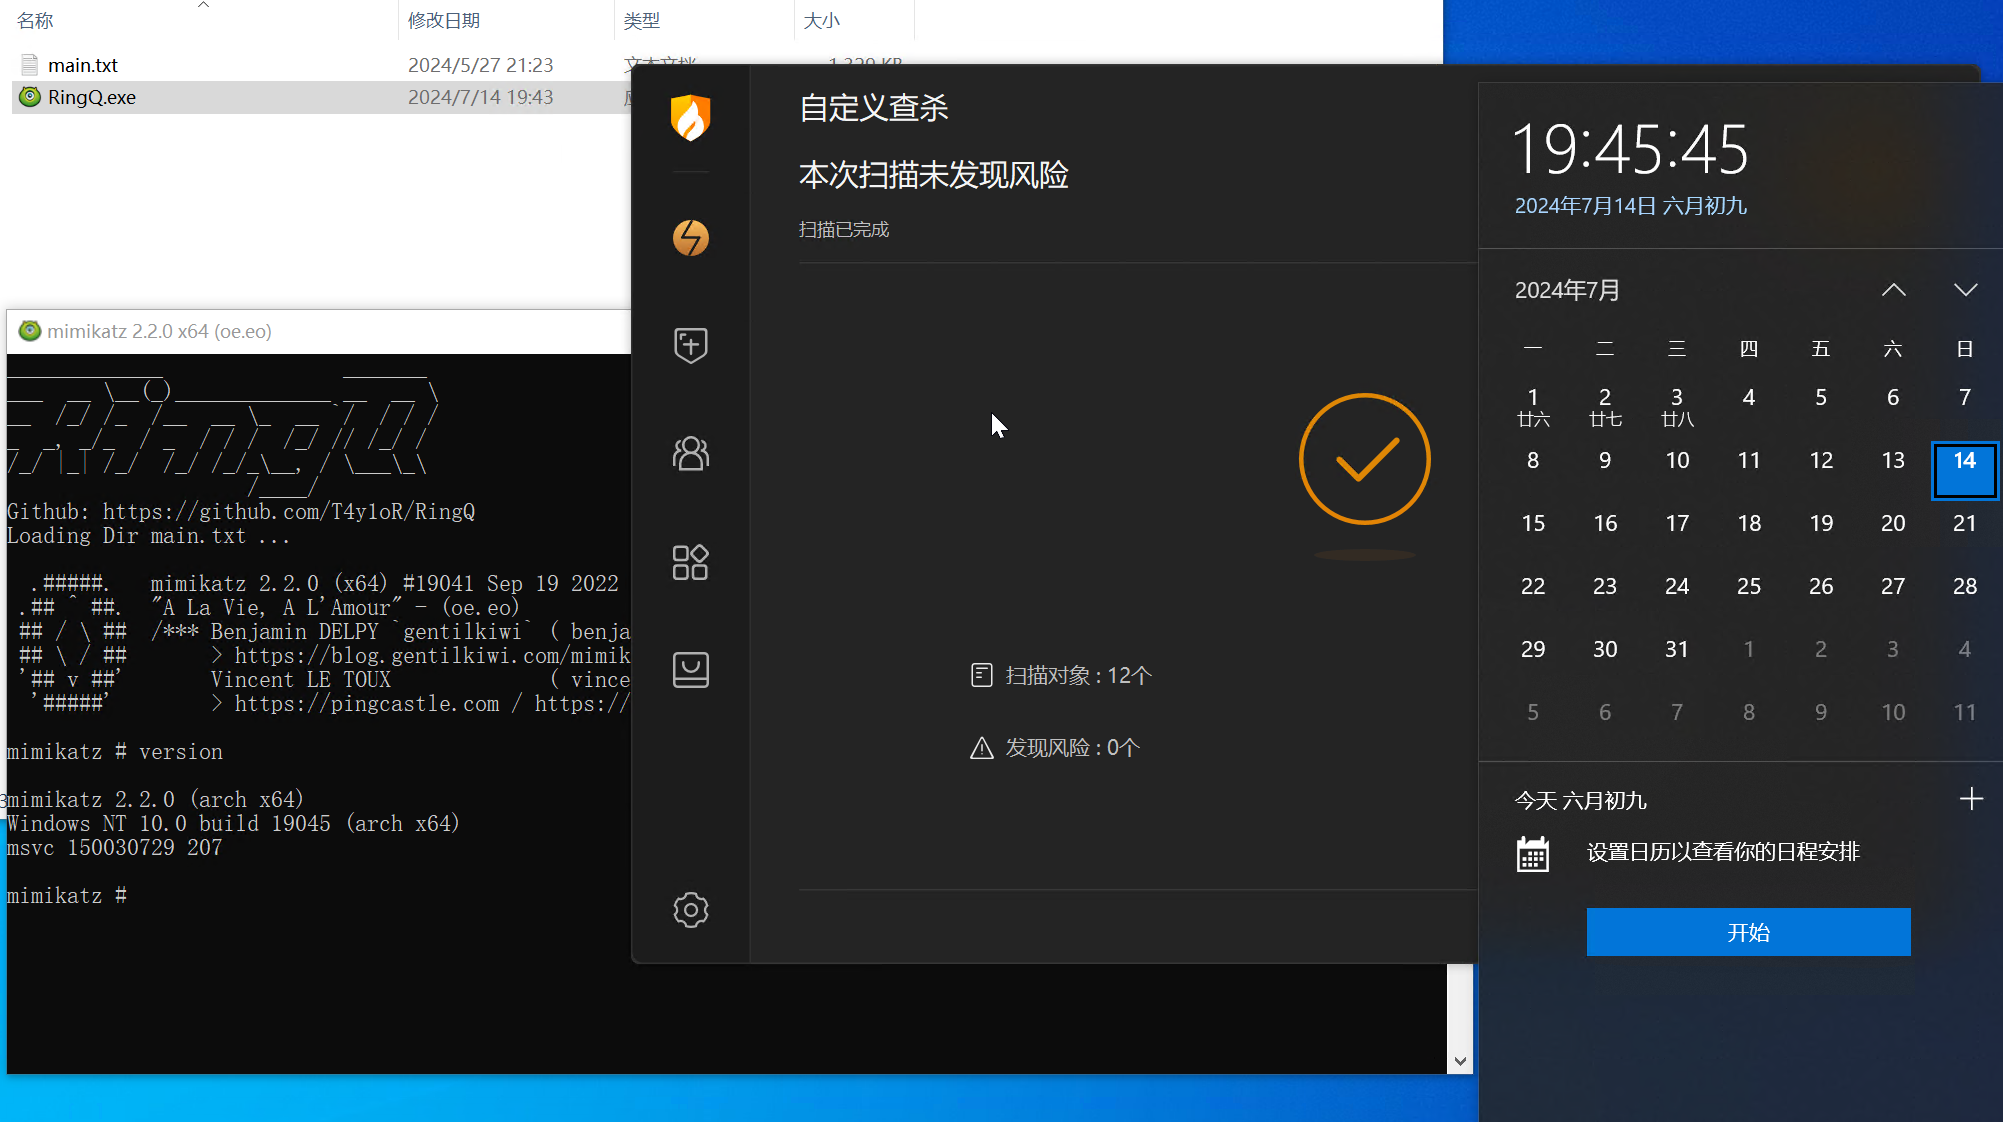 名称 修改日期 类型 大小
main.txt 2024/5/27 21:23 文本文档 1,329 KB
RingQ.exe 2024/7/14 19:43
mimikatz 2.2.0 x64 (oe.eo)
Github: https://github.com/T4y1oR/RingQ
Loading Dir main.txt ...
.#####. mimikatz 2.2.0 (x64) #19041 Sep 19 2022
.## ^ ##. "A La Vie, A L'Amour" - (oe.eo)
## / \ ## /*** Benjamin DELPY `gentilkiwi` ( benja
## \ / ## > https://blog.gentilkiwi.com/mimik
'## v ##' Vincent LE TOUX ( vince
'#####' > https://pingcastle.com / https://
mimikatz # version
mimikatz 2.2.0 (arch x64)
Windows NT 10.0 build 19045 (arch x64)
msvc 150030729 207
mimikatz #
自定义查杀
本次扫描未发现风险
扫描已完成
扫描对象 : 12个
发现风险 : 0个
19:45:45
2024年7月14日 六月初九
2024年7月
一 二 三 四 五 六 日
1 2 3 4 5 6 7
廿六 廿七 廿八
8 9 10 11 12 13 14
15 16 17 18 19 20 21
22 23 24 25 26 27 28
29 30 31 1 2 3 4
5 6 7 8 9 10 11
今天 六月初九
设置日历以查看你的日程安排
开始